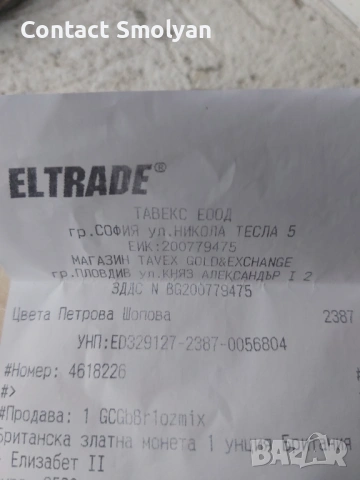 Contact Smolyan
ELTRADE®
ТАВЕКС ЕООД
гр.СОФИЯ ул.НИКОЛА ТЕСЛА 5
ЕИК:200779475
МАГАЗИН TAVEX GOLD&EXCHANGE
гр.ПЛОВДИВ ул.КНЯЗ АЛЕКСАНДЪР I 2
ЗДДС N BG200779475
Цвета Петрова Шопова 2387
УНП:ED329127-2387-0056804
#Номер: 4618226
#>
#Продава: 1 GCGbBr1ozmix
Британска златна монета 1 унция Британия
- Елизабет II
BAZAR